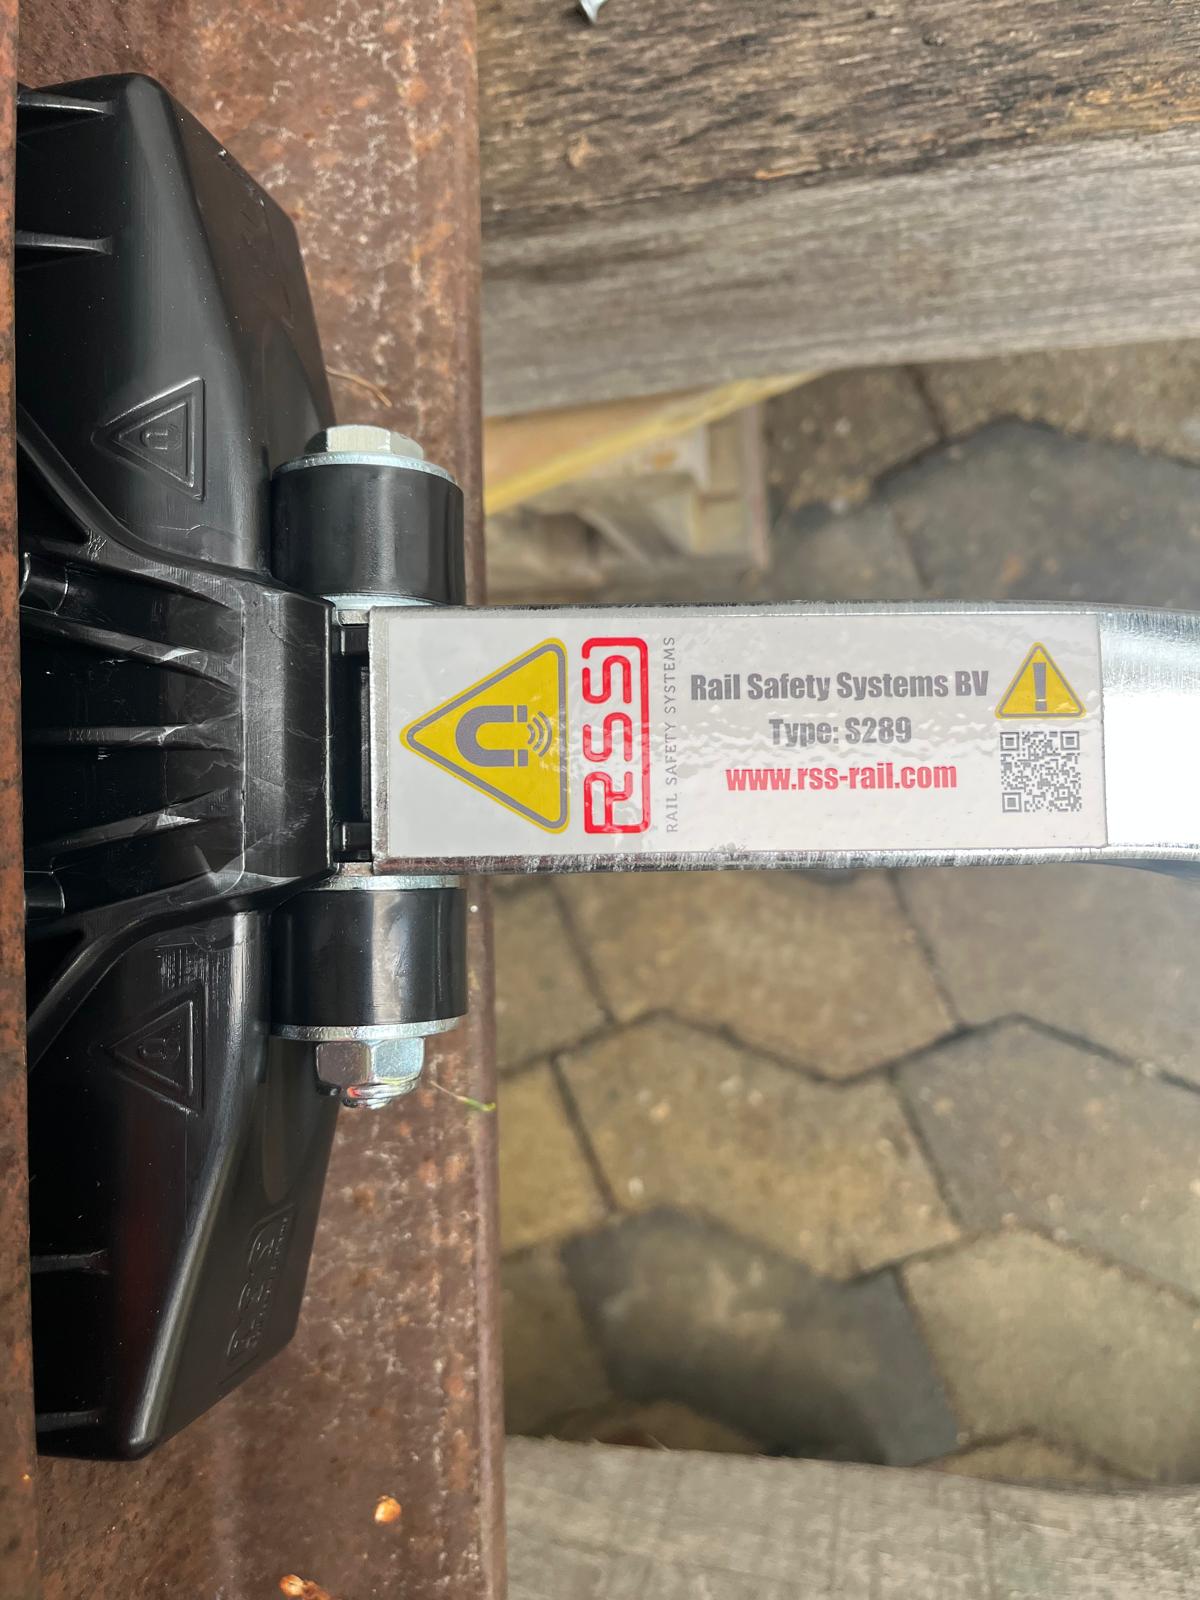 RSS
RAIL SAFETY SYSTEMS
Rail Safety Systems BV
Type: S289
www.rss-rail.com